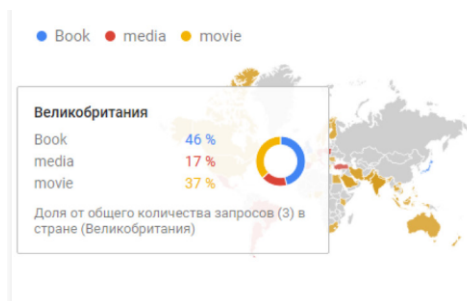 Book media movie
Великобритания
Book 46 %
media 17 %
movie 37 %
Доля от общего количества запросов (3) в
стране (Великобритания)